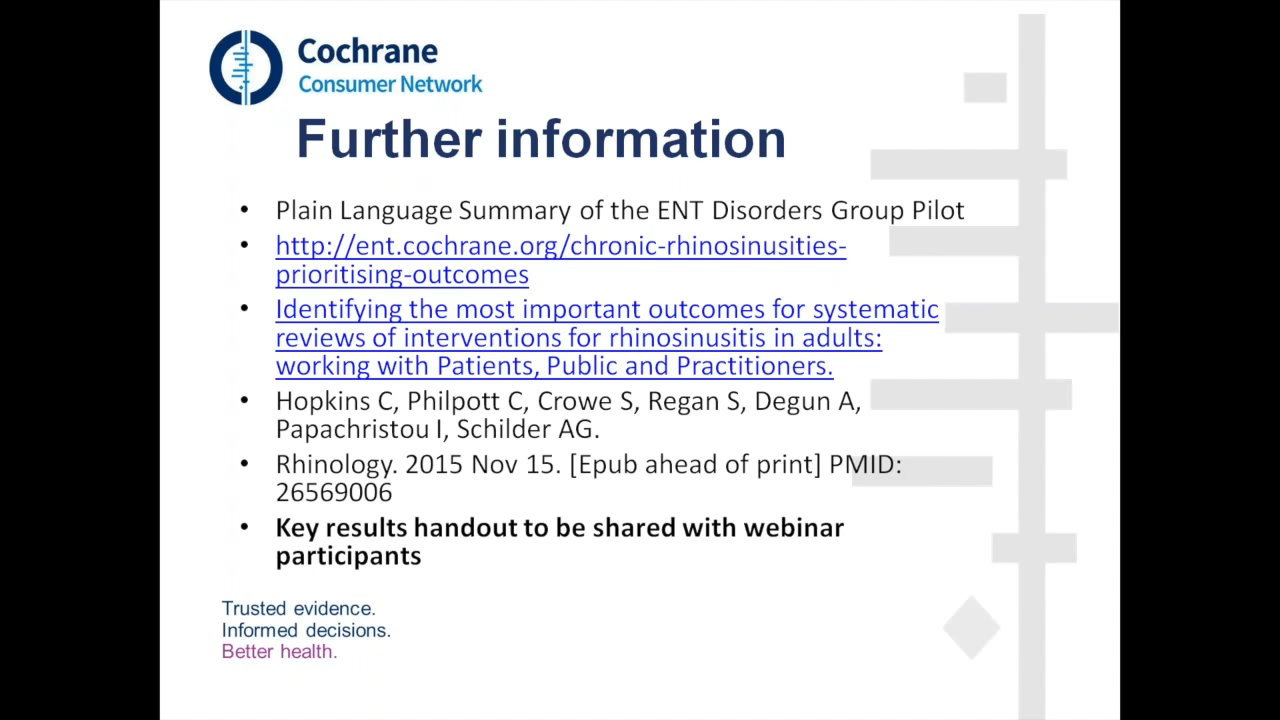 Cochrane
Consumer Network
Further information
• Plain Language Summary of the ENT Disorders Group Pilot
• http://ent.cochrane.org/chronic-rhinosinusities-
prioritising-outcomes
• Identifying the most important outcomes for systematic
reviews of interventions for rhinosinusitis in adults:
working with Patients, Public and Practitioners.
• Hopkins C, Philpott C, Crowe S, Regan S, Degun A,
Papachristou I, Schilder AG.
• Rhinology. 2015 Nov 15. [Epub ahead of print] PMID:
26569006
• Key results handout to be shared with webinar
participants
Trusted evidence.
Informed decisions.
Better health.